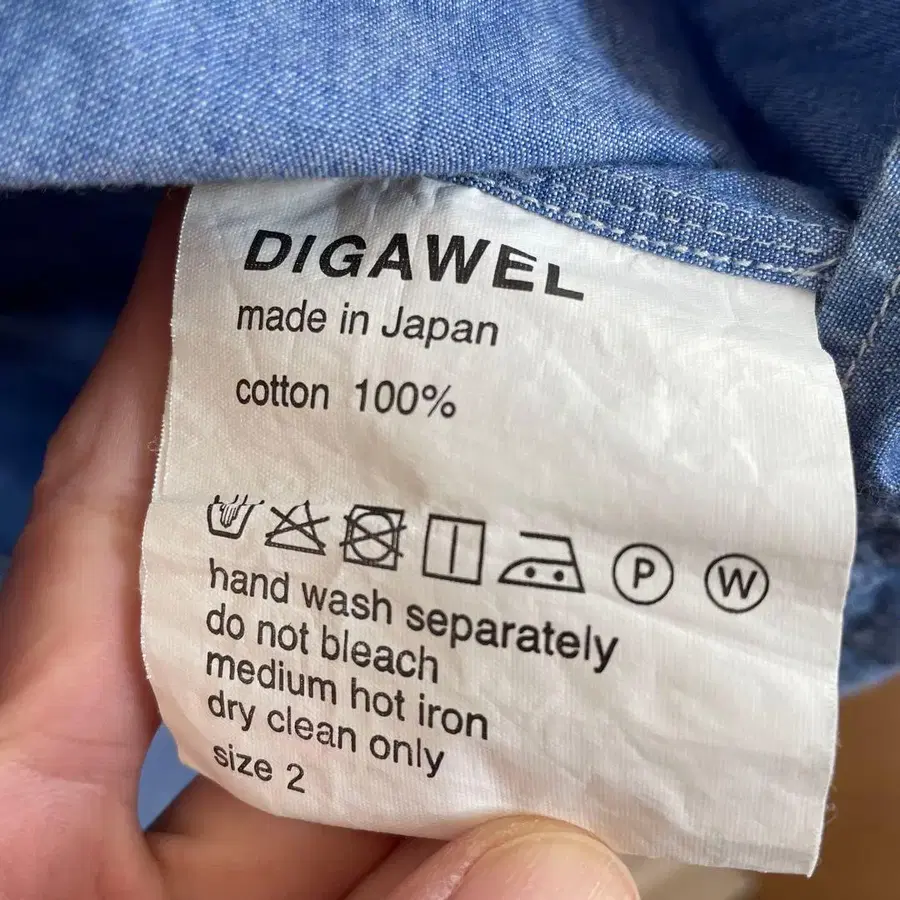 DIGAWEL
made in Japan
cotton 100%
P W
hand wash separately
do not bleach
medium hot iron
dry clean only
size 2